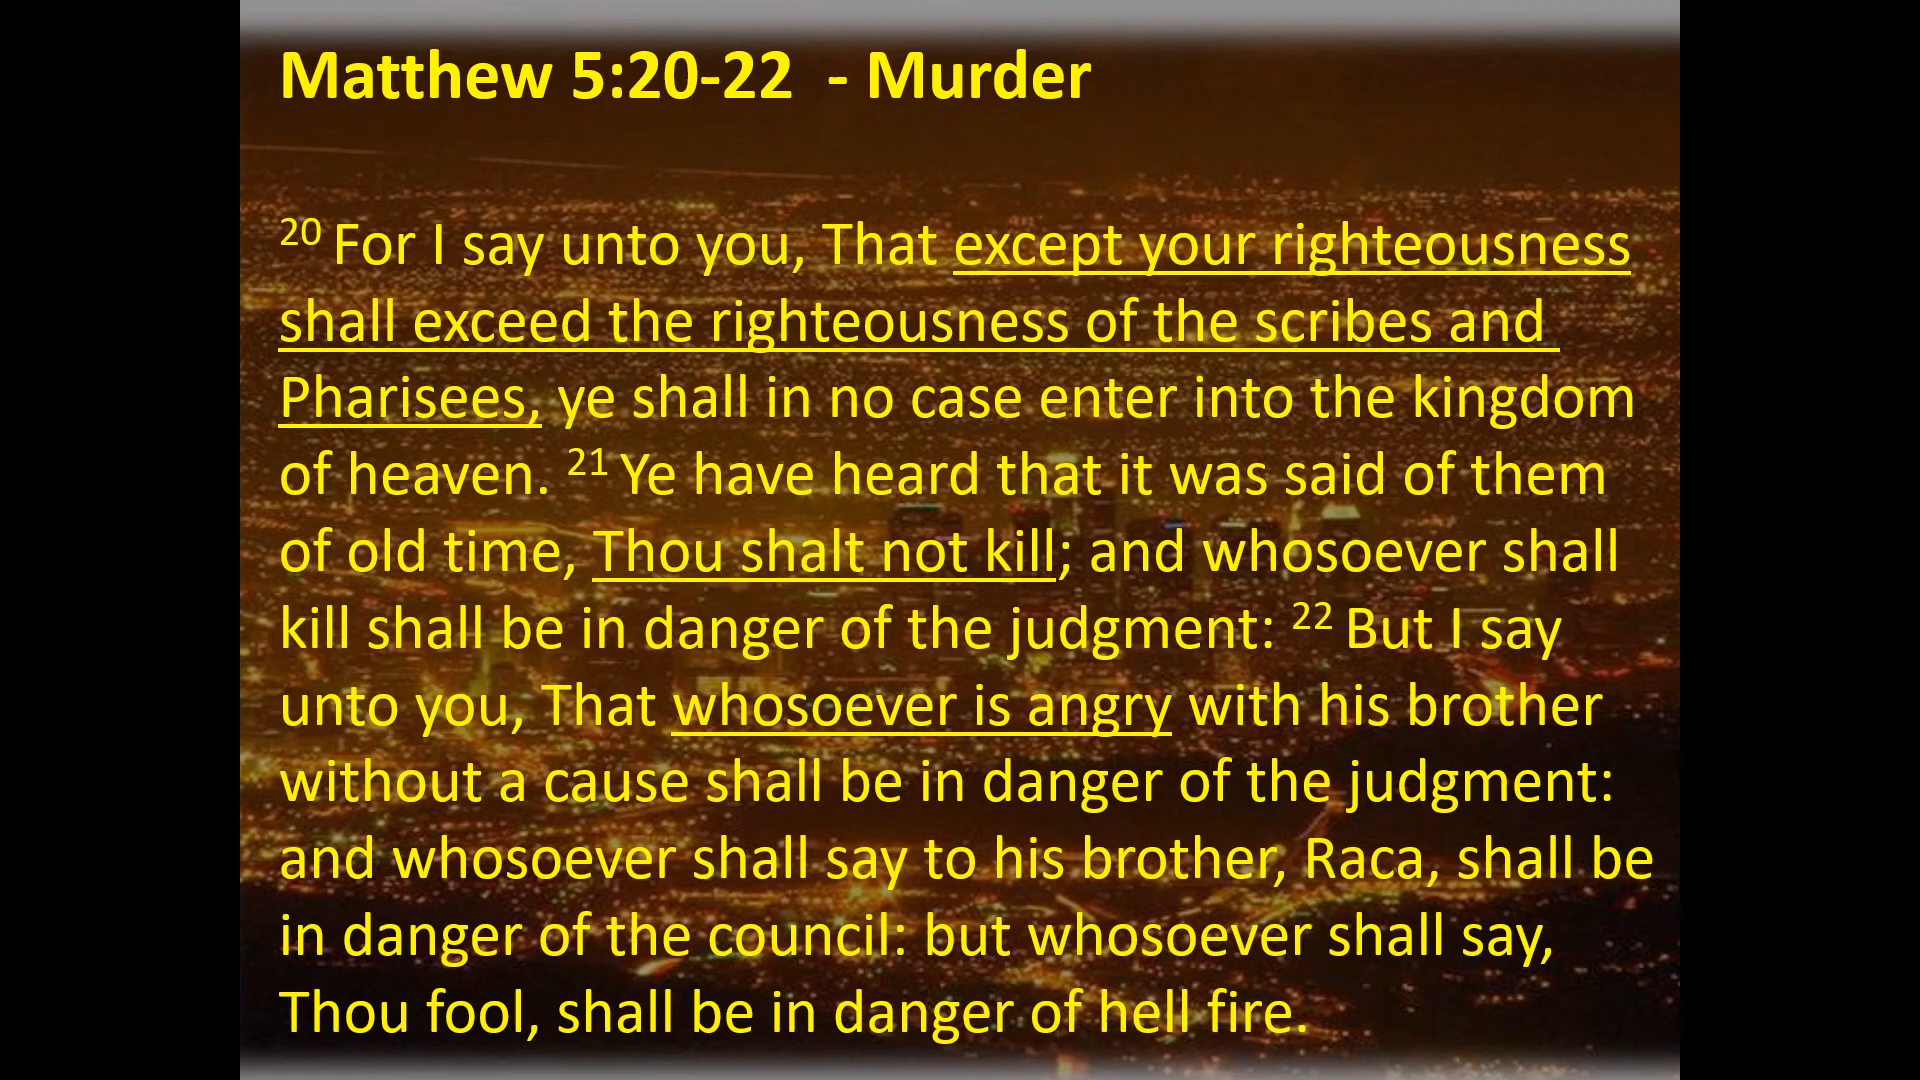 Matthew 5:20-22 - Murder
20 For I say unto you, That except your righteousness
shall exceed the righteousness of the scribes and
Pharisees, ye shall in no case enter into the kingdom
of heaven. 21 Ye have heard that it was said of them
of old time, Thou shalt not kill; and whosoever shall
kill shall be in danger of the judgment: 22 But I say
unto you, That whosoever is angry with his brother
without a cause shall be in danger of the judgment:
and whosoever shall say to his brother, Raca, shall be
in danger of the council: but whosoever shall say,
Thou fool, shall be in danger of hell fire.